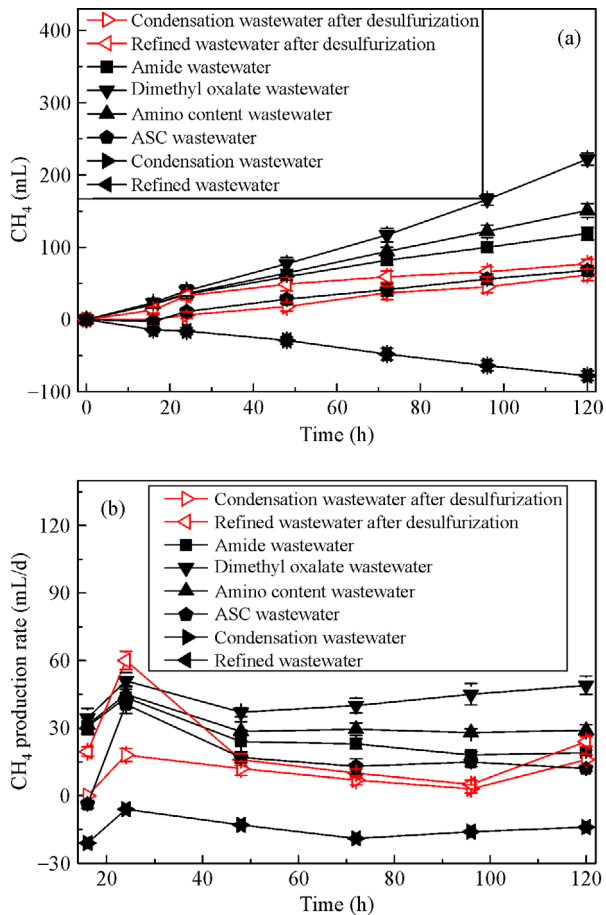 (a)
Condensation wastewater after desulfurization
Refined wastewater after desulfurization
Amide wastewater
Dimethyl oxalate wastewater
Amino content wastewater
ASC wastewater
Condensation wastewater
Refined wastewater
400
300
200
100
0
−100
CH₄ (mL)
0 20 40 60 80 100 120
Time (h)
(b)
Condensation wastewater after desulfurization
Refined wastewater after desulfurization
Amide wastewater
Dimethyl oxalate wastewater
Amino content wastewater
ASC wastewater
Condensation wastewater
Refined wastewater
120
90
60
30
0
−30
CH₄ production rate (mL/d)
20 40 60 80 100 120
Time (h)